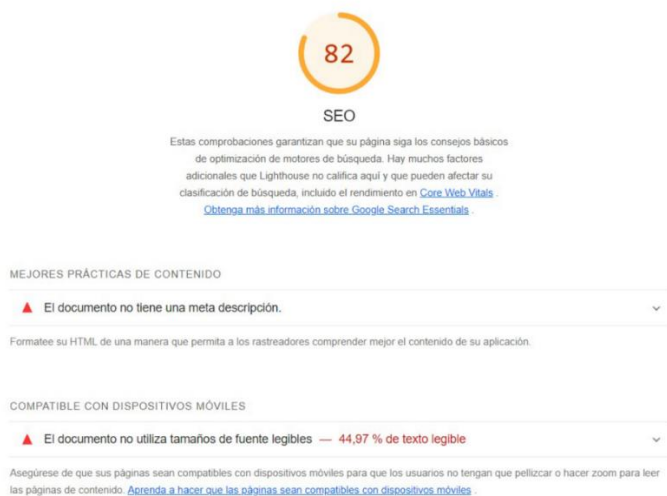 82
SEO
Estas comprobaciones garantizan que su página siga los consejos básicos
de optimización de motores de búsqueda. Hay muchos factores
adicionales que Lighthouse no califica aquí y que pueden afectar su
clasificación de búsqueda, incluido el rendimiento en Core Web Vitals .
Obtenga más información sobre Google Search Essentials .
MEJORES PRÁCTICAS DE CONTENIDO
El documento no tiene una meta descripción.
Formatee su HTML de una manera que permita a los rastreadores comprender mejor el contenido de su aplicación.
COMPATIBLE CON DISPOSITIVOS MÓVILES
El documento no utiliza tamaños de fuente legibles — 44,97 % de texto legible
Asegúrese de que sus páginas sean compatibles con dispositivos móviles para que los usuarios no tengan que pellizcar o hacer zoom para leer
las páginas de contenido. Aprenda a hacer que las páginas sean compatibles con dispositivos móviles .